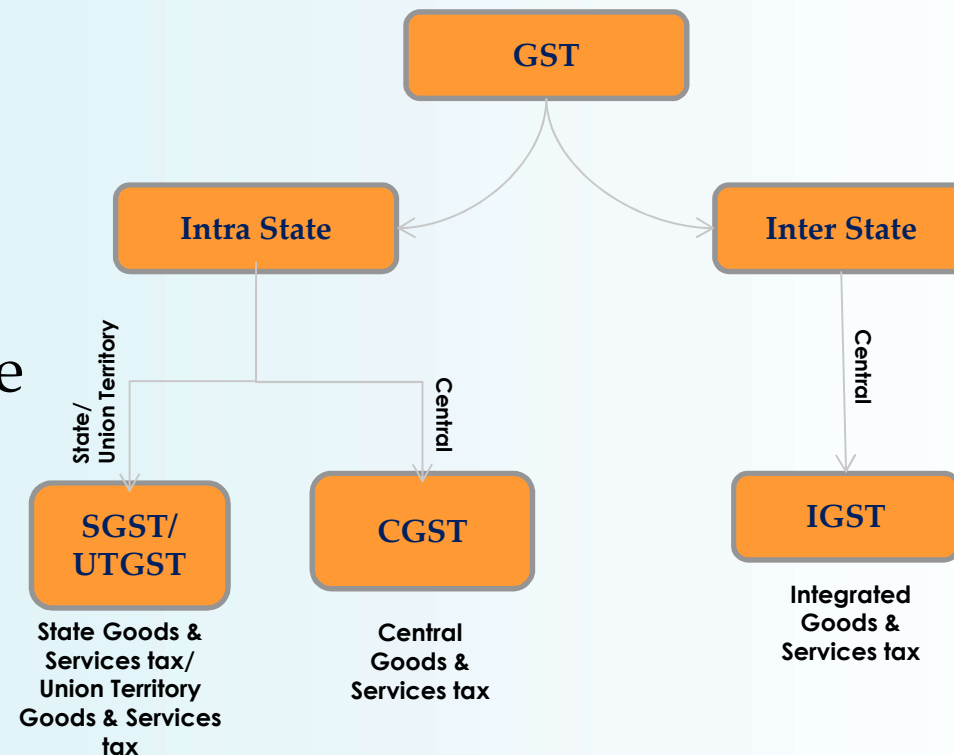 GST
Intra State
Inter State
State/
Union Territory
Central
Central
e
SGST/
UTGST
CGST
IGST
State Goods &
Services tax/
Union Territory
Goods & Services
tax
Central
Goods &
Services tax
Integrated
Goods &
Services tax